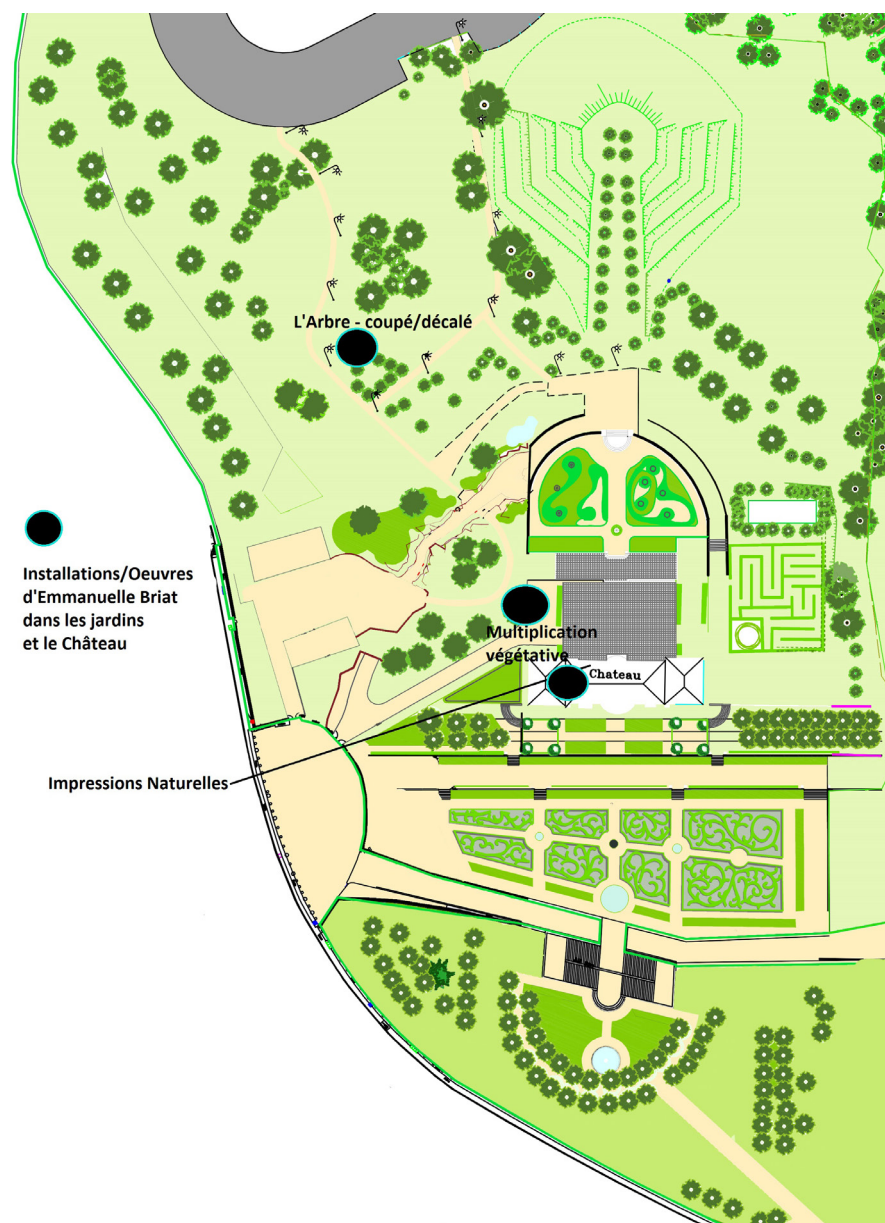 L'Arbre - coupé/décalé
Installations/Oeuvres
d'Emmanuelle Briat
dans les jardins
et le Château
Multiplication
végétative
Chateau
Impressions Naturelles